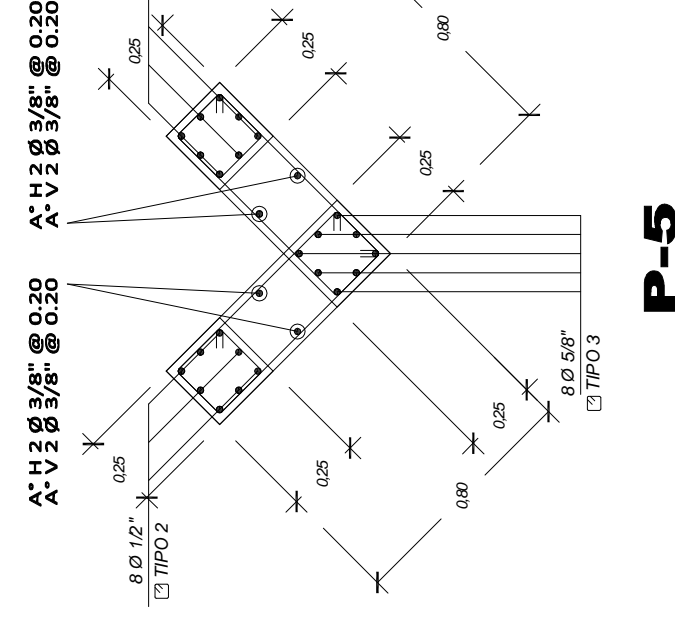 A° H 2 Ø 3/8" @ 0.20
A° V 2 Ø 3/8" @ 0.20
A° H 2 Ø 3/8" @ 0.20
A° V 2 Ø 3/8" @ 0.20
8 Ø 1/2"
TIPO 2
0,25
0,25
0,25
0,25
0,80
0,25
0,25
0,80
8 Ø 5/8"
TIPO 3
P-5